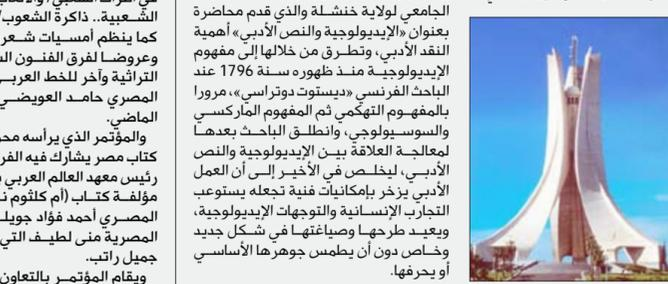 الجامعي لولاية خنشلة والذي قدم محاضرة
بعنوان «الإيديولوجية والنص الأدبي» أهمية
النقد الأدبي، وتطرق من خلالها إلى مفهوم
الإيديولوجية منذ ظهوره سنة 1796 عند
الباحث الفرنسي «ديستوت دوتراسي»، مرورا
بالمفهوم التهكمي ثم المفهوم الماركسي
والسوسيولوجي، وانطلق الباحث بعدها
لمعالجة العلاقة بين الإيديولوجية والنص
الأدبي، ليخلص في الأخير إلى أن العمل
الأدبي يزخر بإمكانيات فنية تجعله يستوعب
التجارب الإنسانية والتوجهات الإيديولوجية،
ويعيد طرحها وصياغتها في شكل جديد
وخاص دون أن يطمس جوهرها الأساسي
أو يحرفها.
الشعبية.. ذاكرة الشعوب
كما ينظم أمسيات شعر
وعروضا لفرق الفنون
التراثية وآخر للخط العربي
المصري حامد العويضي
الماضي.
والمؤتمر الذي يرأسه
كتاب مصر يشارك فيه
رئيس معهد العالم العربي
مؤلفة كتاب (أم كلثوم
المصري أحمد فؤاد
المصرية منى لطيف التي
جميل راتب.
ويقام المؤتمر بالتعاون